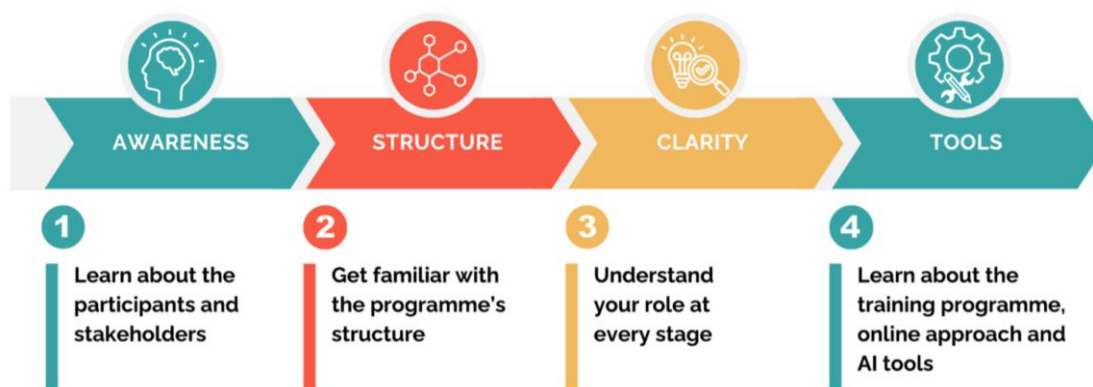 AWARENESS
STRUCTURE
CLARITY
TOOLS
1
Learn about the
participants and
stakeholders
2
Get familiar with
the programme's
structure
3
Understand
your role at
every stage
4
Learn about the
training programme,
online approach and
AI tools